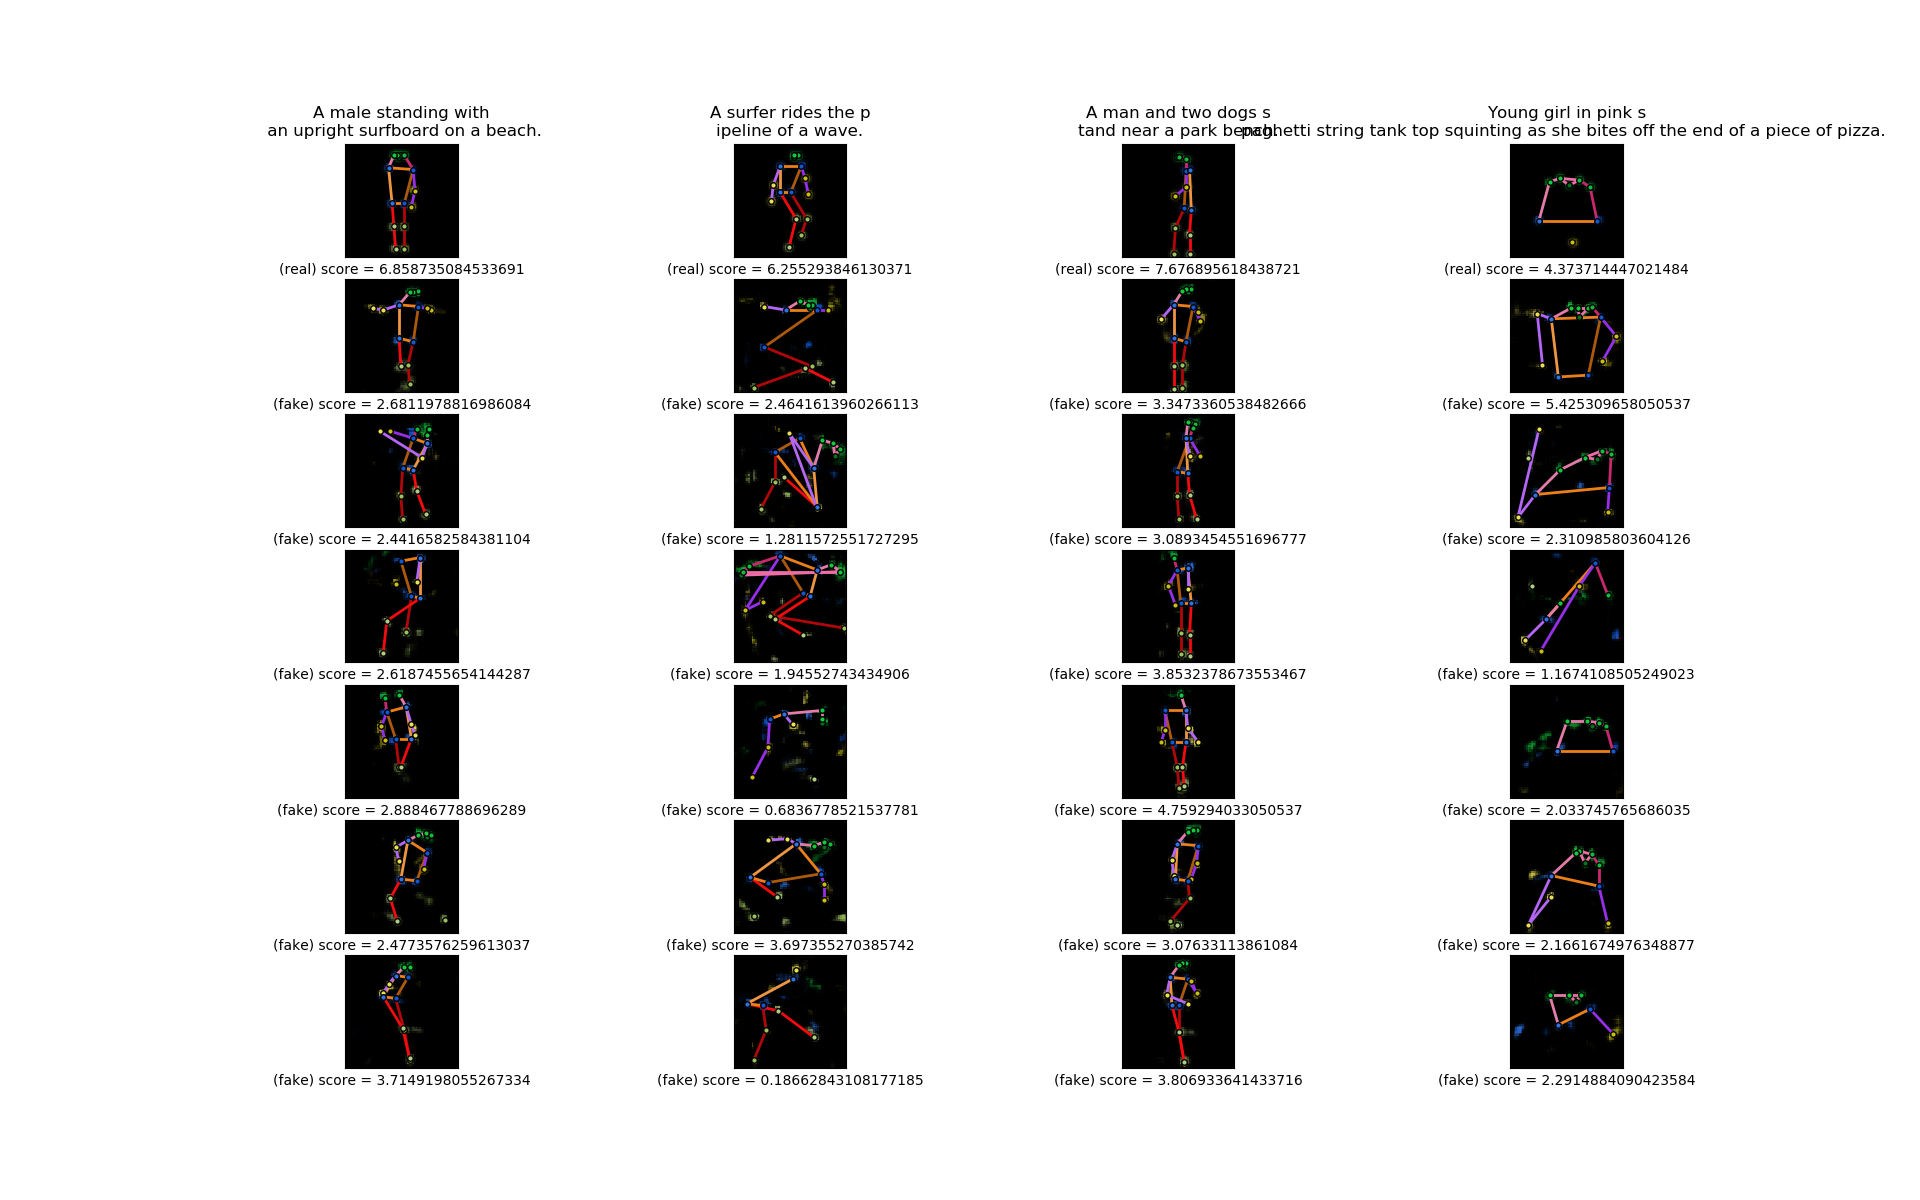 A male standing with
an upright surfboard on a beach.
A surfer rides the p
ipeline of a wave.
A man and two dogs s
tand near a park bench.
Young girl in pink s
paghetti string tank top squinting as she bites off the end of a piece of pizza.
(real) score = 6.858735084533691
(real) score = 6.255293846130371
(real) score = 7.676895618438721
(real) score = 4.373714447021484
(fake) score = 2.6811978816986084
(fake) score = 2.4641613960266113
(fake) score = 3.3473360538482666
(fake) score = 5.425309658050537
(fake) score = 2.4416582584381104
(fake) score = 1.2811572551727295
(fake) score = 3.0893454551696777
(fake) score = 2.310985803604126
(fake) score = 2.6187455654144287
(fake) score = 1.94552743434906
(fake) score = 3.8532378673553467
(fake) score = 1.1674108505249023
(fake) score = 2.888467788696289
(fake) score = 0.6836778521537781
(fake) score = 4.759294033050537
(fake) score = 2.033745765686035
(fake) score = 2.4773576259613037
(fake) score = 3.697355270385742
(fake) score = 3.07633113861084
(fake) score = 2.1661674976348877
(fake) score = 3.7149198055267334
(fake) score = 0.18662843108177185
(fake) score = 3.806933641433716
(fake) score = 2.2914884090423584